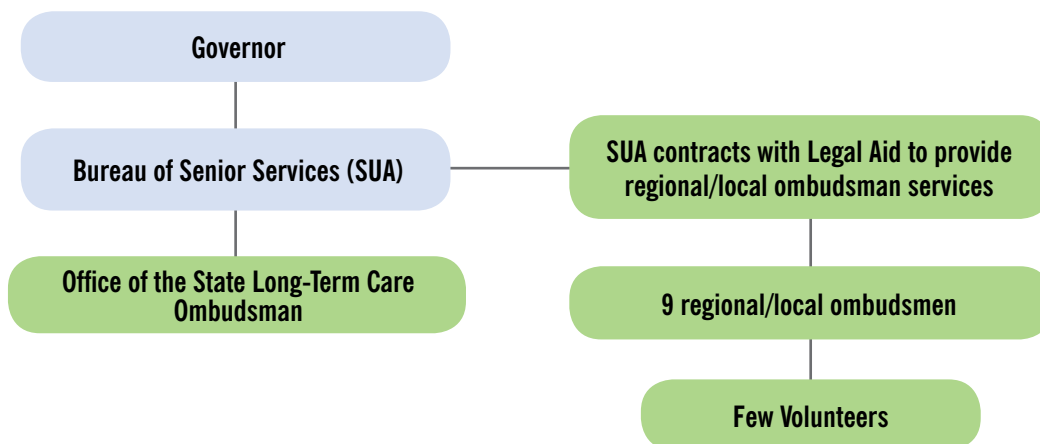 Governor
Bureau of Senior Services (SUA)
Office of the State Long-Term Care
Ombudsman
SUA contracts with Legal Aid to provide
regional/local ombudsman services
9 regional/local ombudsmen
Few Volunteers